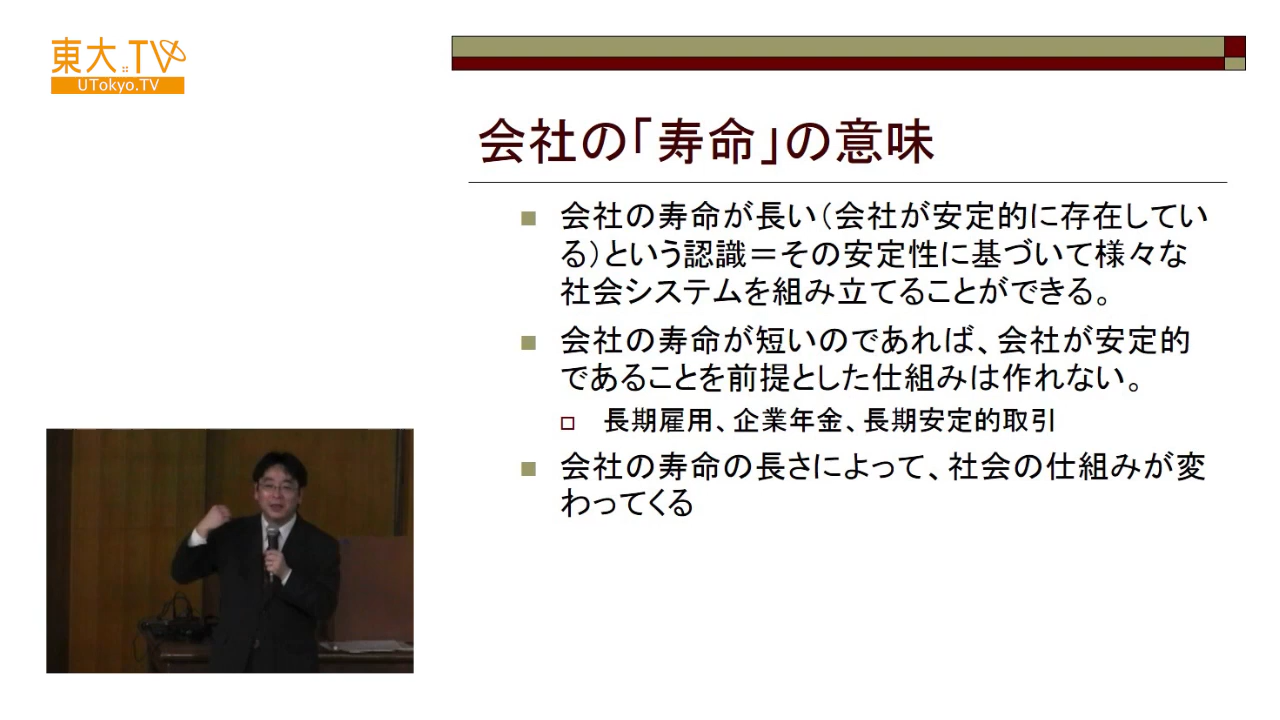 東大.TV
UTokyo.TV
会社の「寿命」の意味
会社の寿命が長い（会社が安定的に存在してい
る）という認識＝その安定性に基づいて様々な
社会システムを組み立てることができる。
会社の寿命が短いのであれば、会社が安定的
であることを前提とした仕組みは作れない。
長期雇用、企業年金、長期安定的取引
会社の寿命の長さによって、社会の仕組みが変
わってくる